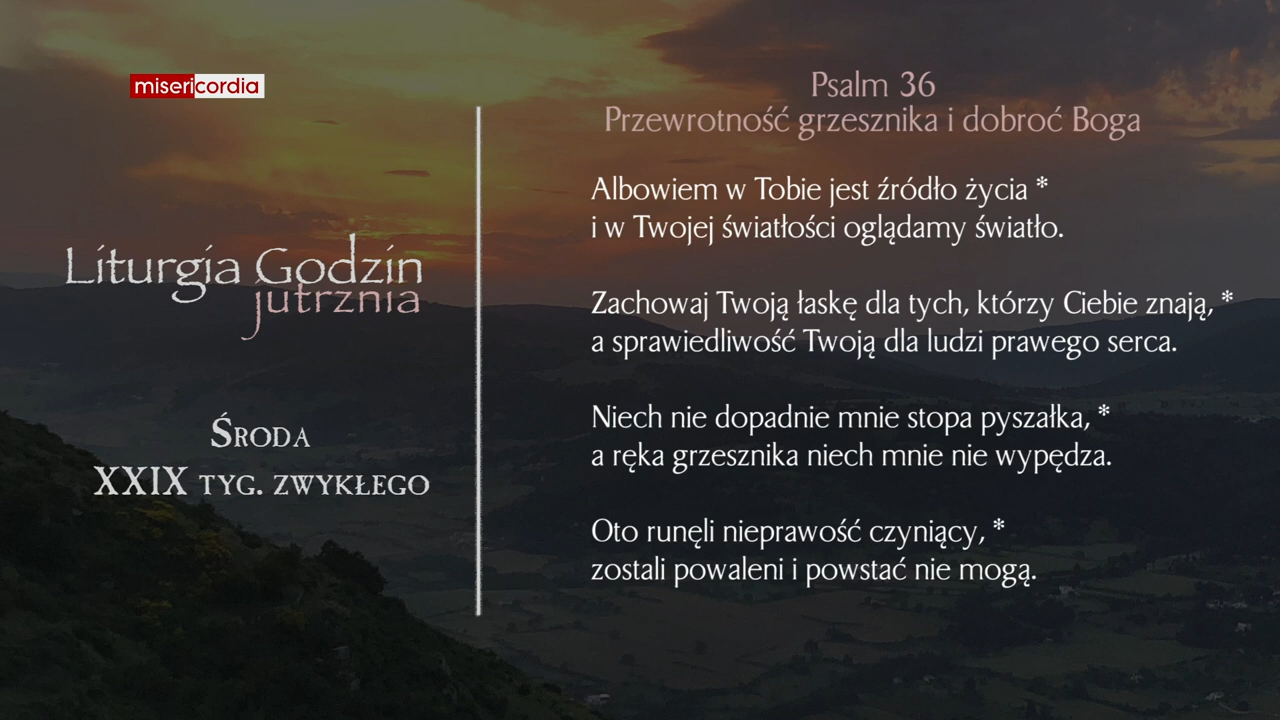 misericordia
Liturgia Godzin
jutrznia
Środa
XXIX tyg. zwykłego
Psalm 36
Przewrotność grzesznika i dobroć Boga
Albowiem w Tobie jest źródło życia *
i w Twojej światłości oglądamy światło.
Zachowaj Twoją łaskę dla tych, którzy Ciebie znają, *
a sprawiedliwość Twoją dla ludzi prawego serca.
Niech nie dopadnie mnie stopa pyszałka, *
a ręka grzesznika niech mnie nie wypędza.
Oto runęli nieprawość czyniący, *
zostali powaleni i powstać nie mogą.